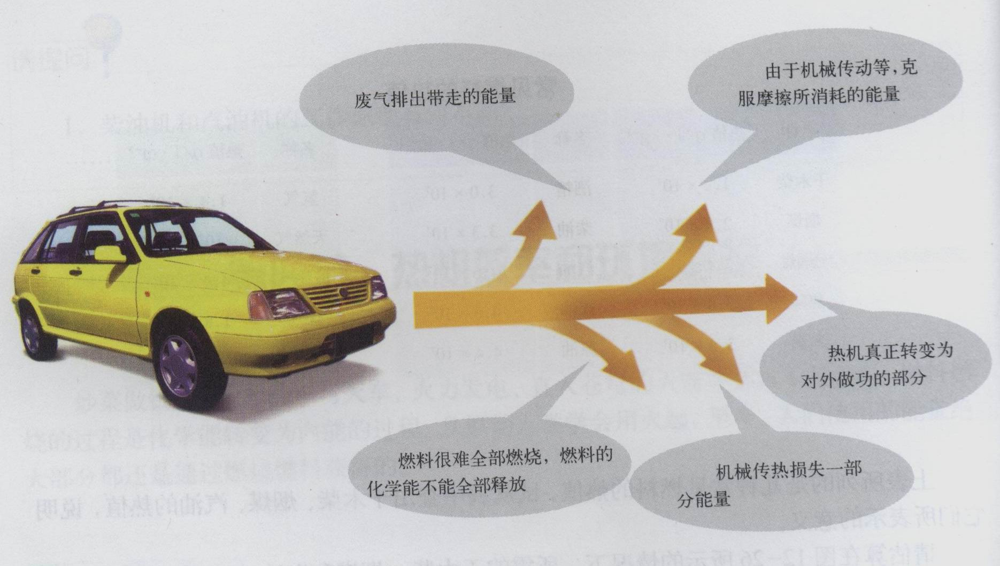 废气排出带走的能量
由于机械传动等，克
服摩擦所消耗的能量
热机真正转变为
对外做功的部分
燃料很难全部燃烧，燃料的
化学能不能全部释放
机械传热损失一部
分能量